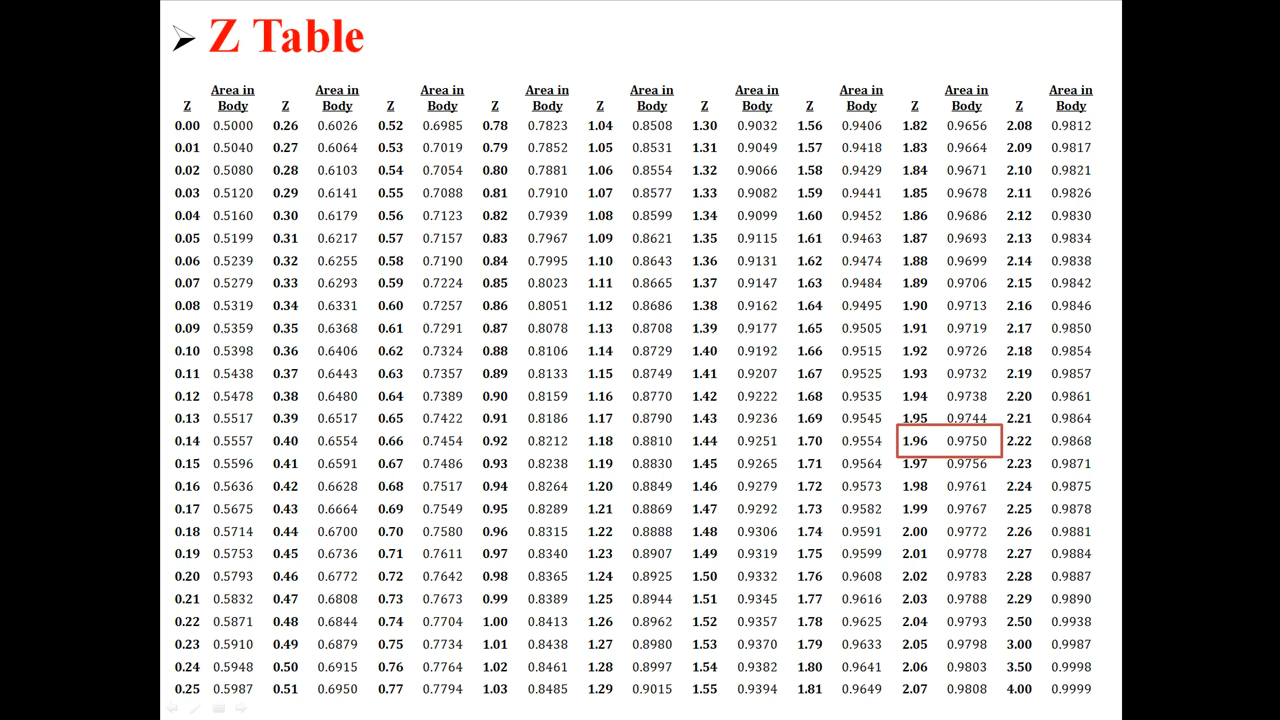 Z Table
Area in Area in Area in Area in Area in Area in Area in Area in Area in
Z Body Z Body Z Body Z Body Z Body Z Body Z Body Z Body Z Body
0.00 0.5000 0.26 0.6026 0.52 0.6985 0.78 0.7823 1.04 0.8508 1.30 0.9032 1.56 0.9406 1.82 0.9656 2.08 0.9812
0.01 0.5040 0.27 0.6064 0.53 0.7019 0.79 0.7852 1.05 0.8531 1.31 0.9049 1.57 0.9418 1.83 0.9664 2.09 0.9817
0.02 0.5080 0.28 0.6103 0.54 0.7054 0.80 0.7881 1.06 0.8554 1.32 0.9066 1.58 0.9429 1.84 0.9671 2.10 0.9821
0.03 0.5120 0.29 0.6141 0.55 0.7088 0.81 0.7910 1.07 0.8577 1.33 0.9082 1.59 0.9441 1.85 0.9678 2.11 0.9826
0.04 0.5160 0.30 0.6179 0.56 0.7123 0.82 0.7939 1.08 0.8599 1.34 0.9099 1.60 0.9452 1.86 0.9686 2.12 0.9830
0.05 0.5199 0.31 0.6217 0.57 0.7157 0.83 0.7967 1.09 0.8621 1.35 0.9115 1.61 0.9463 1.87 0.9693 2.13 0.9834
0.06 0.5239 0.32 0.6255 0.58 0.7190 0.84 0.7995 1.10 0.8643 1.36 0.9131 1.62 0.9474 1.88 0.9699 2.14 0.9838
0.07 0.5279 0.33 0.6293 0.59 0.7224 0.85 0.8023 1.11 0.8665 1.37 0.9147 1.63 0.9484 1.89 0.9706 2.15 0.9842
0.08 0.5319 0.34 0.6331 0.60 0.7257 0.86 0.8051 1.12 0.8686 1.38 0.9162 1.64 0.9495 1.90 0.9713 2.16 0.9846
0.09 0.5359 0.35 0.6368 0.61 0.7291 0.87 0.8078 1.13 0.8708 1.39 0.9177 1.65 0.9505 1.91 0.9719 2.17 0.9850
0.10 0.5398 0.36 0.6406 0.62 0.7324 0.88 0.8106 1.14 0.8729 1.40 0.9192 1.66 0.9515 1.92 0.9726 2.18 0.9854
0.11 0.5438 0.37 0.6443 0.63 0.7357 0.89 0.8133 1.15 0.8749 1.41 0.9207 1.67 0.9525 1.93 0.9732 2.19 0.9857
0.12 0.5478 0.38 0.6480 0.64 0.7389 0.90 0.8159 1.16 0.8770 1.42 0.9222 1.68 0.9535 1.94 0.9738 2.20 0.9861
0.13 0.5517 0.39 0.6517 0.65 0.7422 0.91 0.8186 1.17 0.8790 1.43 0.9236 1.69 0.9545 1.95 0.9744 2.21 0.9864
0.14 0.5557 0.40 0.6554 0.66 0.7454 0.92 0.8212 1.18 0.8810 1.44 0.9251 1.70 0.9554 1.96 0.9750 2.22 0.9868
0.15 0.5596 0.41 0.6591 0.67 0.7486 0.93 0.8238 1.19 0.8830 1.45 0.9265 1.71 0.9564 1.97 0.9756 2.23 0.9871
0.16 0.5636 0.42 0.6628 0.68 0.7517 0.94 0.8264 1.20 0.8849 1.46 0.9279 1.72 0.9573 1.98 0.9761 2.24 0.9875
0.17 0.5675 0.43 0.6664 0.69 0.7549 0.95 0.8289 1.21 0.8869 1.47 0.9292 1.73 0.9582 1.99 0.9767 2.25 0.9878
0.18 0.5714 0.44 0.6700 0.70 0.7580 0.96 0.8315 1.22 0.8888 1.48 0.9306 1.74 0.9591 2.00 0.9772 2.26 0.9881
0.19 0.5753 0.45 0.6736 0.71 0.7611 0.97 0.8340 1.23 0.8907 1.49 0.9319 1.75 0.9599 2.01 0.9778 2.27 0.9884
0.20 0.5793 0.46 0.6772 0.72 0.7642 0.98 0.8365 1.24 0.8925 1.50 0.9332 1.76 0.9608 2.02 0.9783 2.28 0.9887
0.21 0.5832 0.47 0.6808 0.73 0.7673 0.99 0.8389 1.25 0.8944 1.51 0.9345 1.77 0.9616 2.03 0.9788 2.29 0.9890
0.22 0.5871 0.48 0.6844 0.74 0.7704 1.00 0.8413 1.26 0.8962 1.52 0.9357 1.78 0.9625 2.04 0.9793 2.50 0.9938
0.23 0.5910 0.49 0.6879 0.75 0.7734 1.01 0.8438 1.27 0.8980 1.53 0.9370 1.79 0.9633 2.05 0.9798 3.00 0.9987
0.24 0.5948 0.50 0.6915 0.76 0.7764 1.02 0.8461 1.28 0.8997 1.54 0.9382 1.80 0.9641 2.06 0.9803 3.50 0.9998
0.25 0.5987 0.51 0.6950 0.77 0.7794 1.03 0.8485 1.29 0.9015 1.55 0.9394 1.81 0.9649 2.07 0.9808 4.00 0.9999